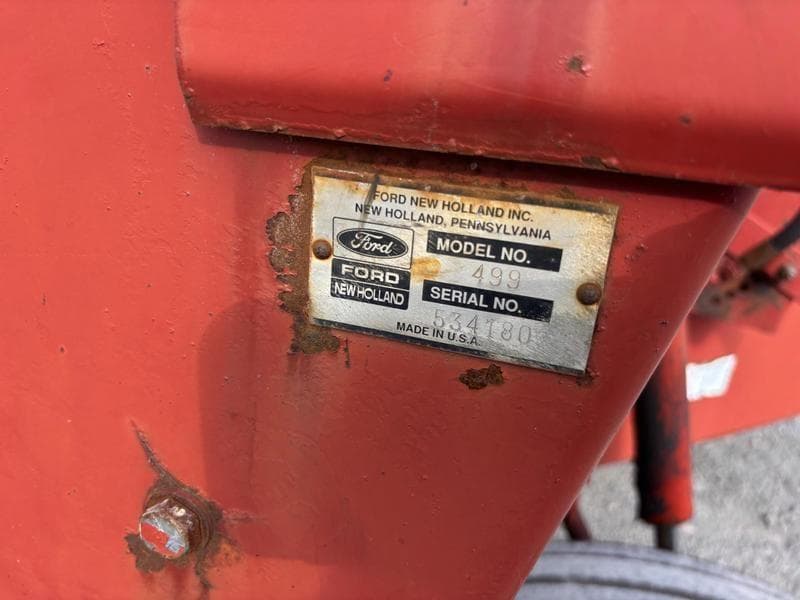 FORD NEW HOLLAND INC.
NEW HOLLAND, PENNSYLVANIA
Ford
FORD
NEW HOLLAND
MODEL NO.
499
SERIAL NO.
534180
MADE IN U.S.A.